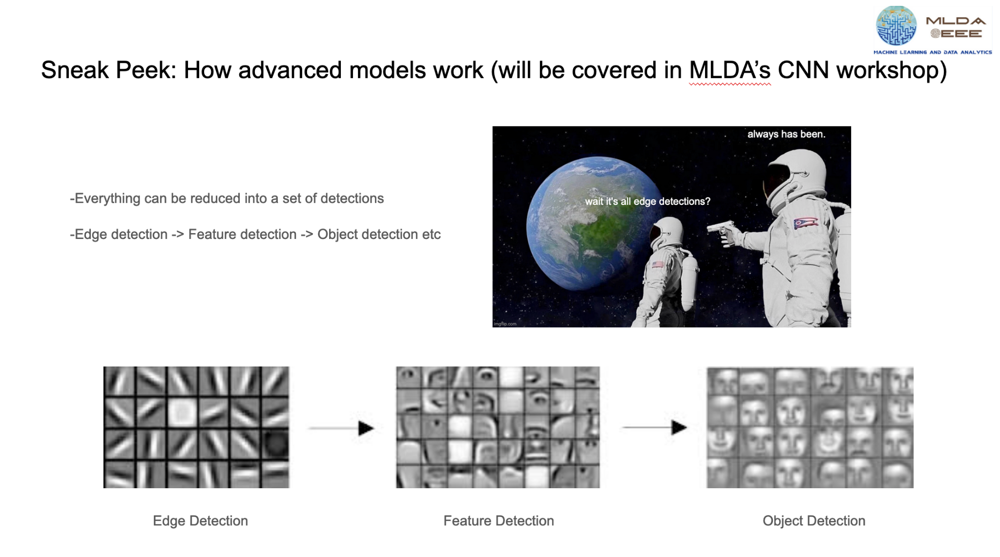 MLDA
@EEE
MACHINE LEARNING AND DATA ANALYTICS
Sneak Peek: How advanced models work (will be covered in MLDA’s CNN workshop)
always has been.
wait it's all edge detections?
imgflip.com
-Everything can be reduced into a set of detections
-Edge detection -> Feature detection -> Object detection etc
Edge Detection
Feature Detection
Object Detection